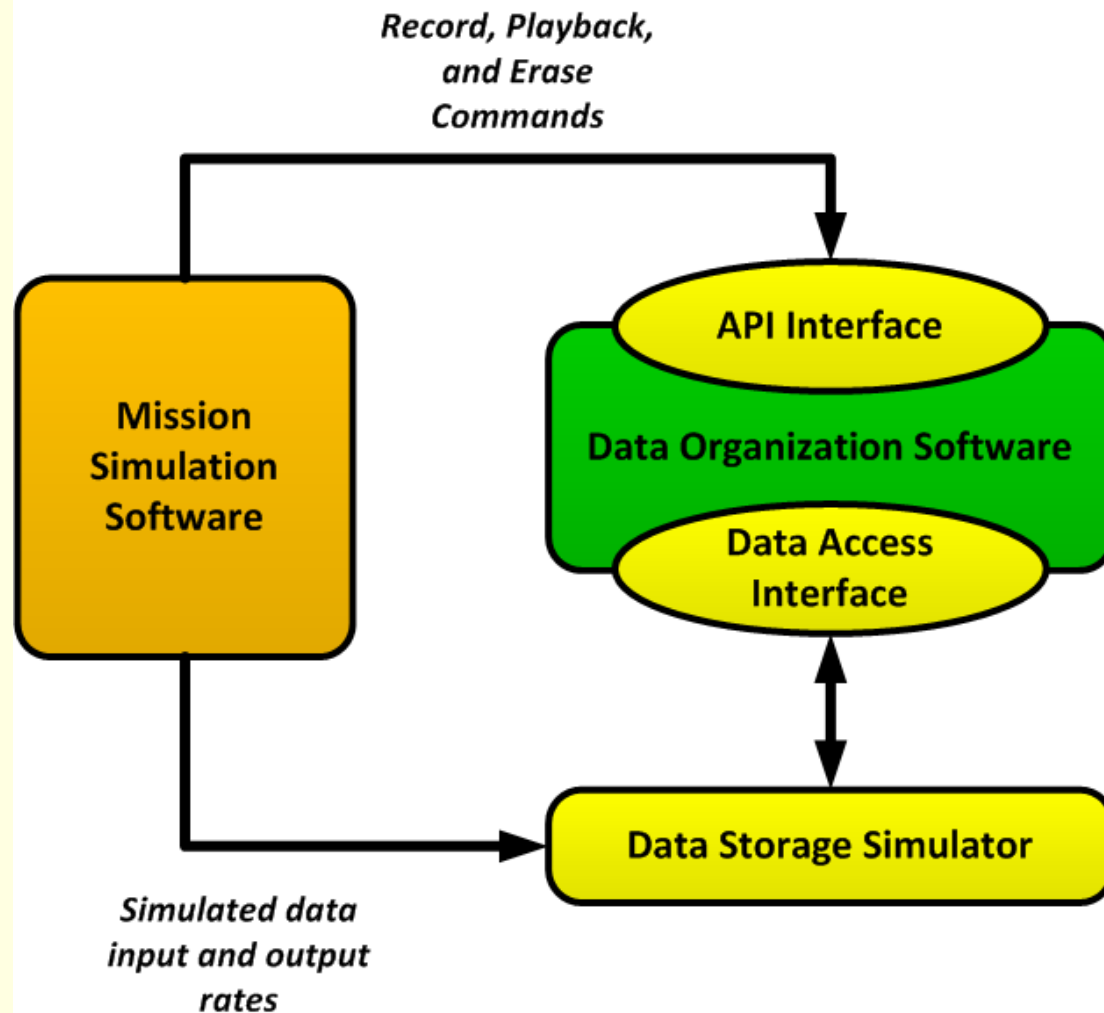 Record, Playback,
and Erase
Commands
API Interface
Mission
Simulation
Software
Data Organization Software
Data Access
Interface
Data Storage Simulator
Simulated data
input and output
rates